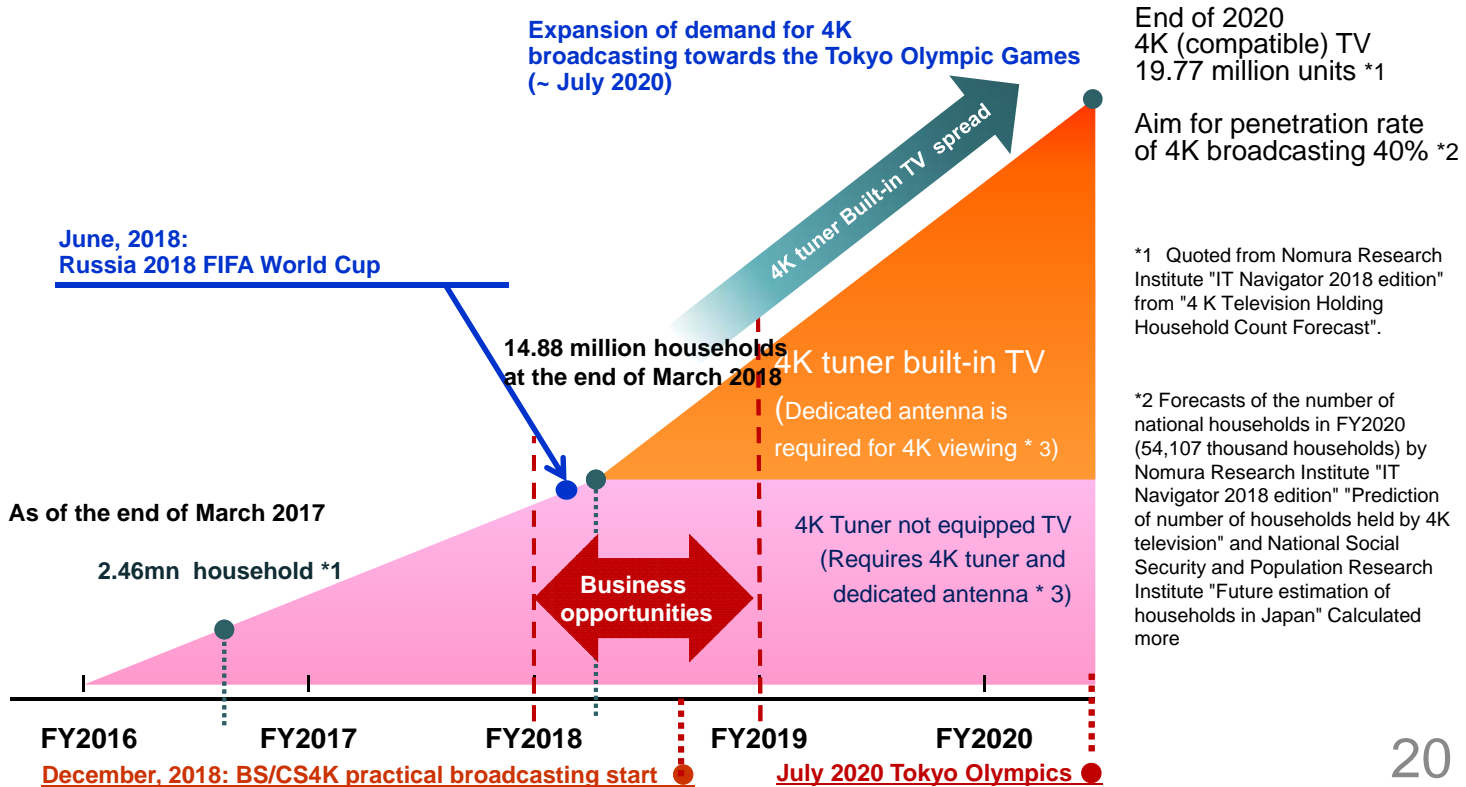 Expansion of demand for 4K
broadcasting towards the Tokyo Olympic Games
(~ July 2020)
End of 2020
4K (compatible) TV
19.77 million units *1
Aim for penetration rate
of 4K broadcasting 40% *2
4K tuner Built-in TV spread
June, 2018:
Russia 2018 FIFA World Cup
14.88 million households
at the end of March 2018
4K tuner built-in TV
(Dedicated antenna is
required for 4K viewing * 3)
*1 Quoted from Nomura Research
Institute "IT Navigator 2018 edition"
from "4 K Television Holding
Household Count Forecast".
*2 Forecasts of the number of
national households in FY2020
(54,107 thousand households) by
Nomura Research Institute "IT
Navigator 2018 edition" "Prediction
of number of households held by 4K
television" and National Social
Security and Population Research
Institute "Future estimation of
households in Japan" Calculated
more
As of the end of March 2017
2.46mn household *1
4K Tuner not equipped TV
(Requires 4K tuner and
dedicated antenna * 3)
Business
opportunities
FY2016
FY2017
FY2018
FY2019
FY2020
December, 2018: BS/CS4K practical broadcasting start
July 2020 Tokyo Olympics
20